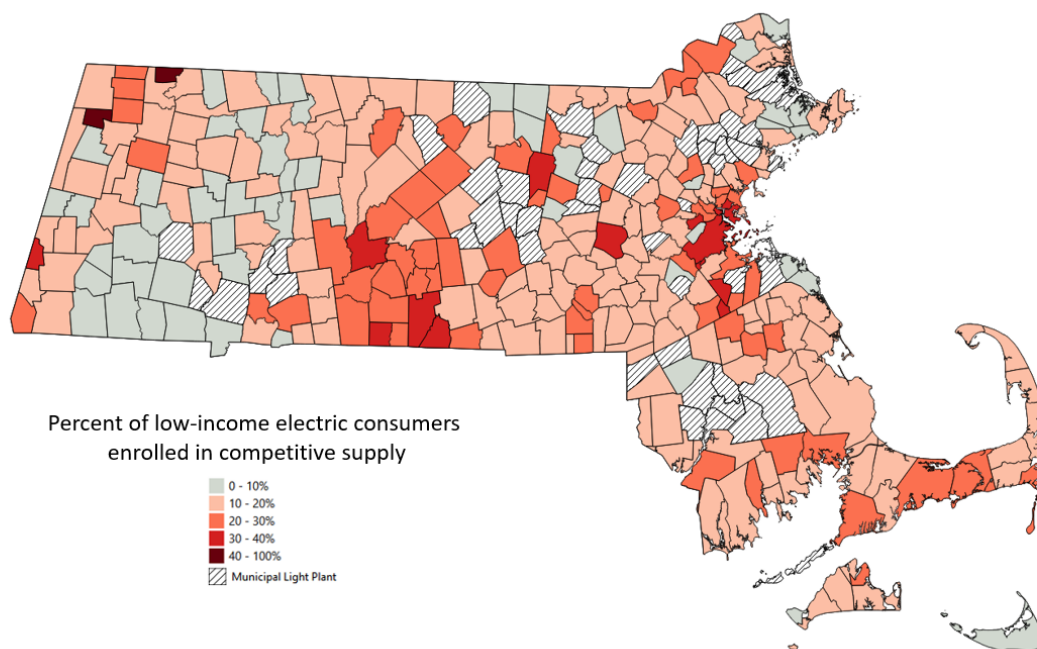 Percent of low-income electric consumers
enrolled in competitive supply
0 - 10%
10 - 20%
20 - 30%
30 - 40%
40 - 100%
Municipal Light Plant